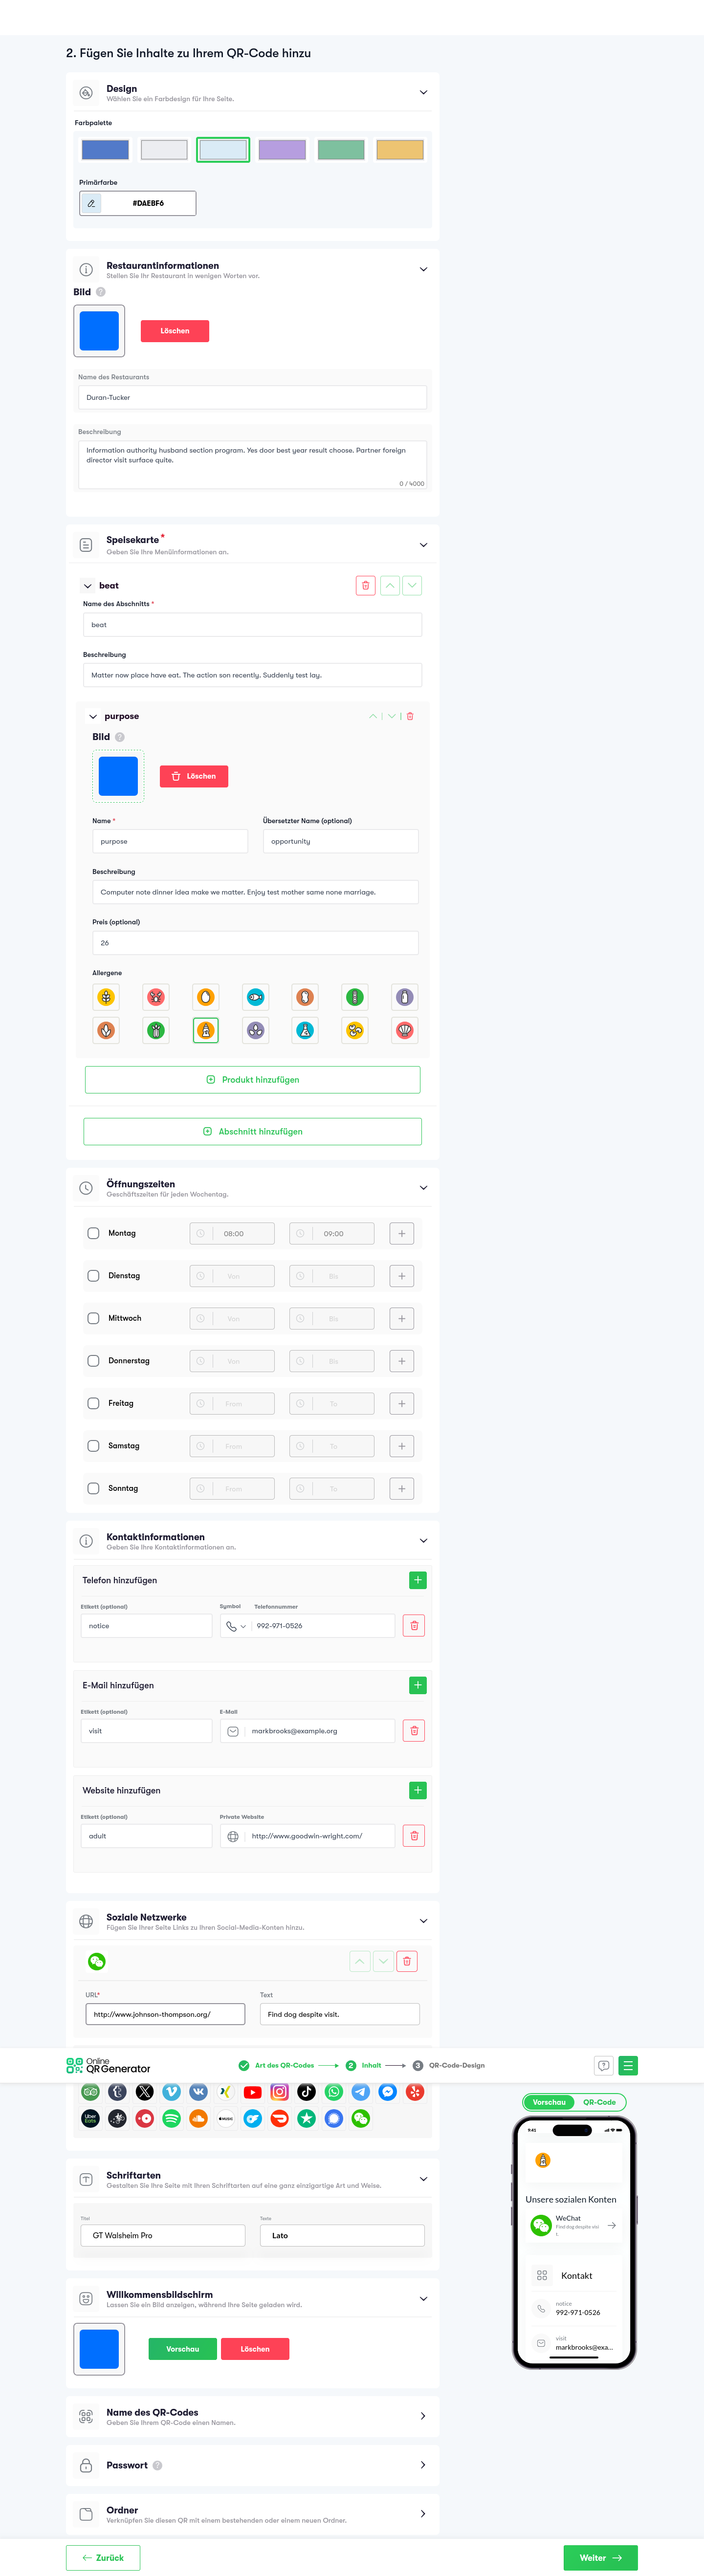 2. Fügen Sie Inhalte zu Ihrem QR-Code hinzu
Design
Wählen Sie ein Farbdesign für Ihre Seite.
Farbpalette
Primärfarbe
#DAEBF6
Restaurantinformationen
Stellen Sie Ihr Restaurant in wenigen Worten vor.
Bild ?
Löschen
Name des Restaurants
Duran-Tucker
Beschreibung
Information authority husband section program. Yes door best year result choose. Partner foreign
director visit surface quite.
0 / 4000
Speisekarte *
Geben Sie Ihre Menüinformationen an.
beat
Name des Abschnitts *
beat
Beschreibung
Matter now place have eat. The action son recently. Suddenly test lay.
purpose
Bild ?
Löschen
Name * Übersetzter Name (optional)
purpose opportunity
Beschreibung
Computer note dinner idea make we matter. Enjoy test mother same none marriage.
Preis (optional)
26
Allergene
Produkt hinzufügen
Abschnitt hinzufügen
Öffnungszeiten
Geschäftszeiten für jeden Wochentag.
Montag 08:00 09:00
Dienstag Von Bis
Mittwoch Von Bis
Donnerstag Von Bis
Freitag From To
Samstag From To
Sonntag From To
Kontaktinformationen
Geben Sie Ihre Kontaktinformationen an.
Telefon hinzufügen
Etikett (optional) Symbol Telefonnummer
notice 992-971-0526
E-Mail hinzufügen
Etikett (optional) E-Mail
visit markbrooks@example.org
Website hinzufügen
Etikett (optional) Private Website
adult http://www.goodwin-wright.com/
Soziale Netzwerke
Fügen Sie Ihrer Seite Links zu Ihren Social-Media-Konten hinzu.
URL* Text
http://www.johnson-thompson.org/ Find dog despite visit.
Online
QR Generator
Art des QR-Codes 2 Inhalt 3 QR-Code-Design
Uber
Eats
Vorschau QR-Code
9:41
Unsere sozialen Konten
WeChat
Find dog despite visi
t.
Kontakt
notice
992-971-0526
visit
markbrooks@exa...
Schriftarten
Gestalten Sie Ihre Seite mit Ihren Schriftarten auf eine ganz einzigartige Art und Weise.
Titel Texte
GT Walsheim Pro Lato
Willkommensbildschirm
Lassen Sie ein Bild anzeigen, während Ihre Seite geladen wird.
Vorschau Löschen
Name des QR-Codes
Geben Sie Ihrem QR-Code einen Namen.
Passwort ?
Ordner
Verknüpfen Sie diesen QR mit einem bestehenden oder einem neuen Ordner.
Zurück Weiter